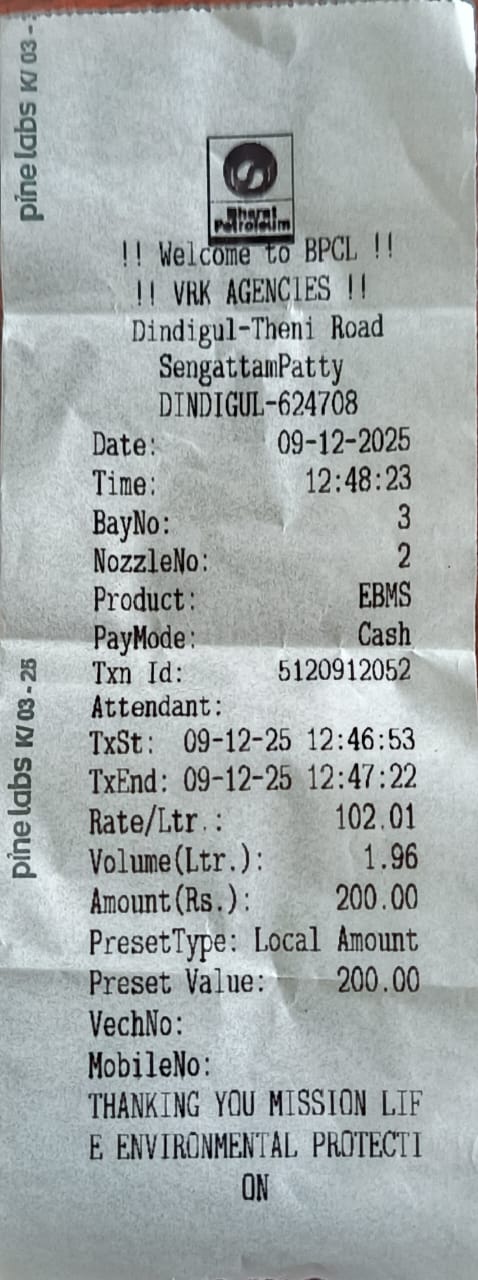 pine labs K/03-
Bharat
Petroleum
!! Welcome to BPCL !!
!! VRK AGENCIES !!
Dindigul-Theni Road
SengattamPatty
DINDIGUL-624708
Date: 09-12-2025
Time: 12:48:23
BayNo: 3
NozzleNo: 2
Product: EBMS
PayMode: Cash
Txn Id: 5120912052
Attendant:
TxSt: 09-12-25 12:46:53
TxEnd: 09-12-25 12:47:22
Rate/Ltr.: 102.01
Volume(Ltr.): 1.96
Amount(Rs.): 200.00
PresetType: Local Amount
Preset Value: 200.00
VechNo:
MobileNo:
THANKING YOU MISSION LIF
E ENVIRONMENTAL PROTECTI
ON
pine labs K/03-25